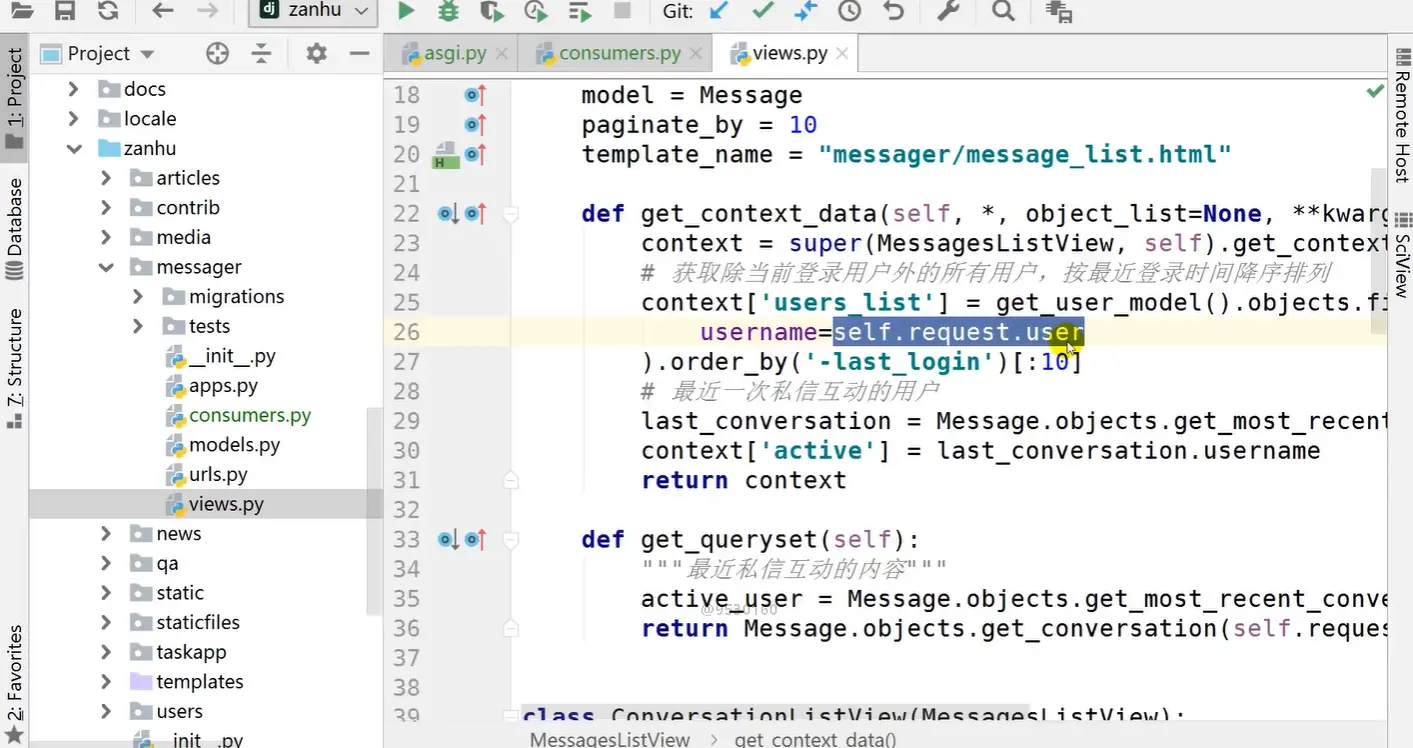 zanhu
Git:
1: Project
Database
7: Structure
2: Favorites
Project
docs
locale
zanhu
articles
contrib
media
messager
migrations
tests
__init__.py
apps.py
consumers.py
models.py
urls.py
views.py
news
qa
static
staticfiles
taskapp
templates
users
__init__.py
asgi.py
consumers.py
views.py
18 model = Message
19 paginate_by = 10
20 template_name = "messager/message_list.html"
21
22 def get_context_data(self, *, object_list=None, **kwarg
23 context = super(MessagesListView, self).get_context
24 # 获取除当前登录用户外的所有用户，按最近登录时间降序排列
25 context['users_list'] = get_user_model().objects.fi
26 username=self.request.user
27 ).order_by('-last_login')[:10]
28 # 最近一次私信互动的用户
29 last_conversation = Message.objects.get_most_recent
30 context['active'] = last_conversation.username
31 return context
32
33 def get_queryset(self):
34 """最近私信互动的内容"""
35 active_user = Message.objects.get_most_recent_conve
@9530160
36 return Message.objects.get_conversation(self.reques
37
38
39 class ConversationListView(MessagesListView):
MessagesListView > get_context_data()
Remote Host
SciView